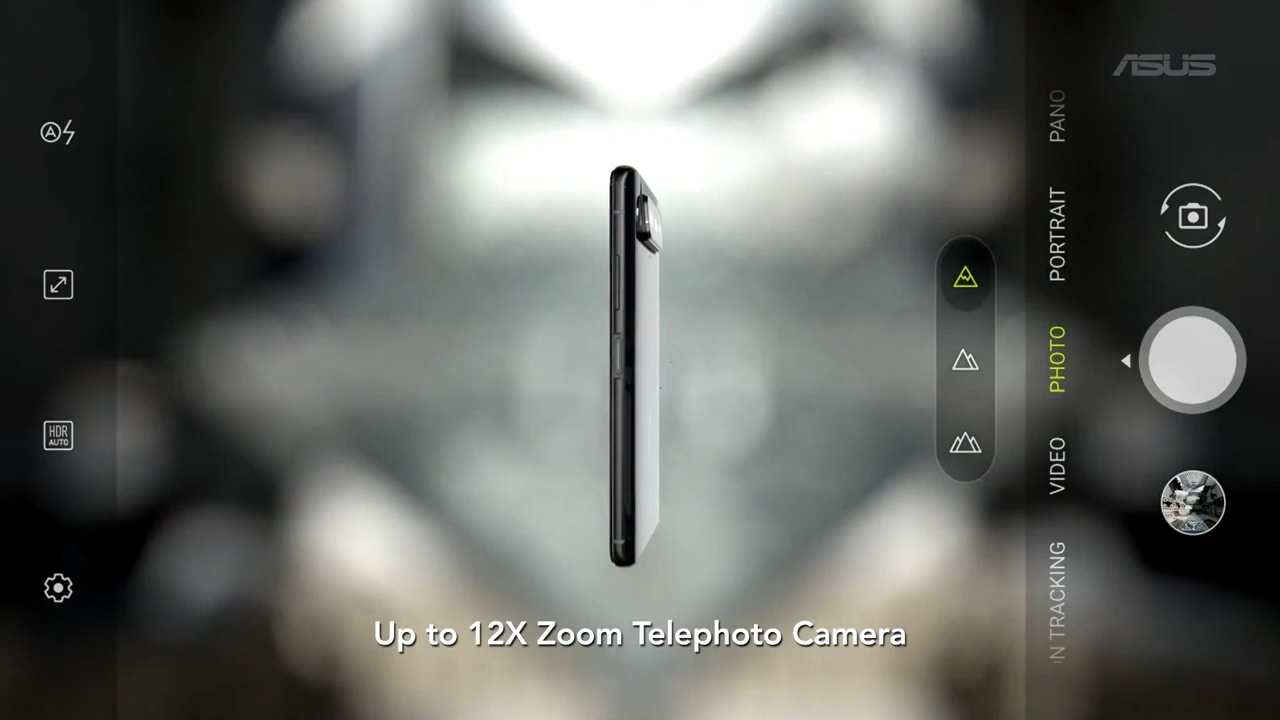 ASUS
A
HDR
AUTO
PANO
PORTRAIT
PHOTO
VIDEO
N TRACKING
Up to 12X Zoom Telephoto Camera